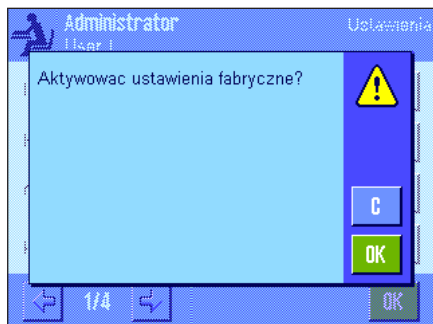 Administrator
Ustawienia
User 1
Aktywowac ustawienia fabryczne?
C
OK
1/4
OK